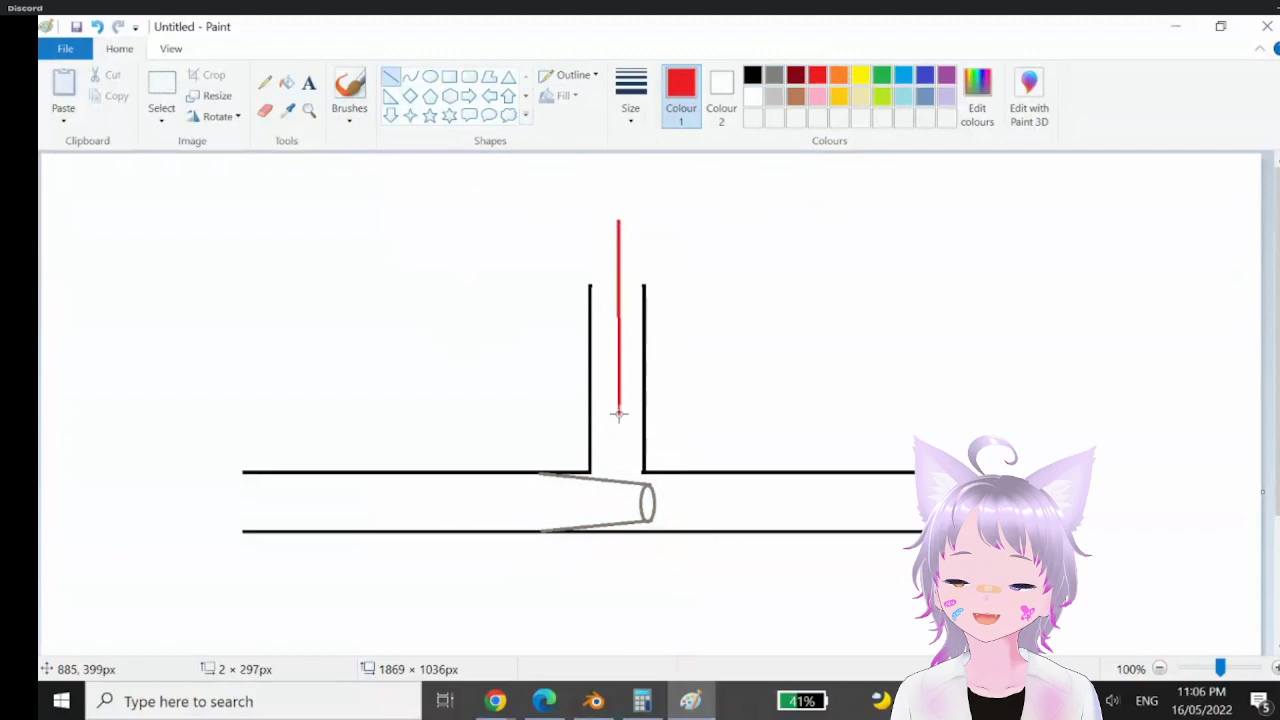 Discord
Untitled - Paint
File Home View
Paste
Cut
Copy
Clipboard
Select
Crop
Resize
Rotate
Image
A
Tools
Brushes
Outline
Fill
Shapes
Size
Colour 1
Colour 2
Edit colours
Edit with Paint 3D
Colours
885, 399px
2 × 297px
1869 × 1036px
100%
Type here to search
41%
ENG
11:06 PM
16/05/2022
5